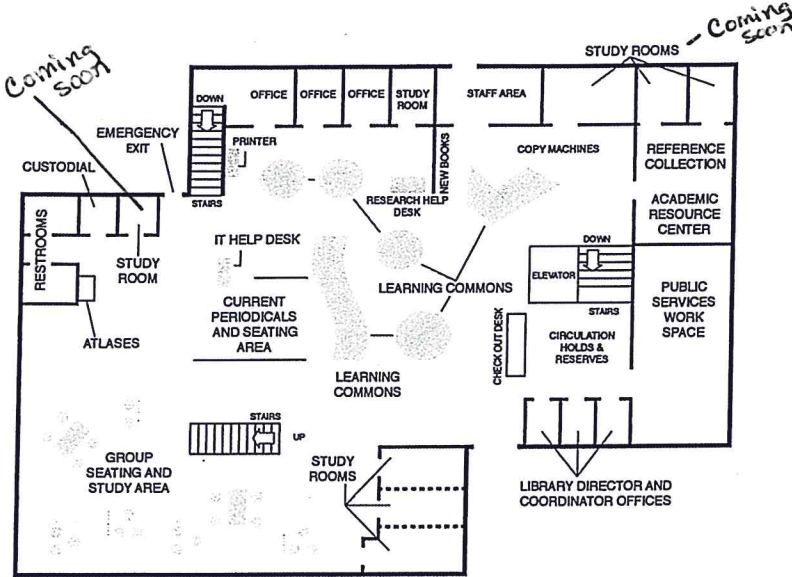 Coming
soon
STUDY ROOMS
- Coming
soon
DOWN
OFFICE
OFFICE
OFFICE
STUDY
ROOM
STAFF AREA
EMERGENCY
EXIT
PRINTER
NEW BOOKS
COPY MACHINES
REFERENCE
COLLECTION
CUSTODIAL
STAIRS
RESEARCH HELP
DESK
ACADEMIC
RESOURCE
CENTER
RESTROOMS
STUDY
ROOM
IT HELP DESK
DOWN
ELEVATOR
LEARNING COMMONS
STAIRS
PUBLIC
SERVICES
WORK
SPACE
ATLASES
CURRENT
PERIODICALS
AND SEATING
AREA
CHECK OUT DESK
CIRCULATION
HOLDS &
RESERVES
LEARNING
COMMONS
STAIRS
UP
GROUP
SEATING AND
STUDY AREA
STUDY
ROOMS
LIBRARY DIRECTOR AND
COORDINATOR OFFICES